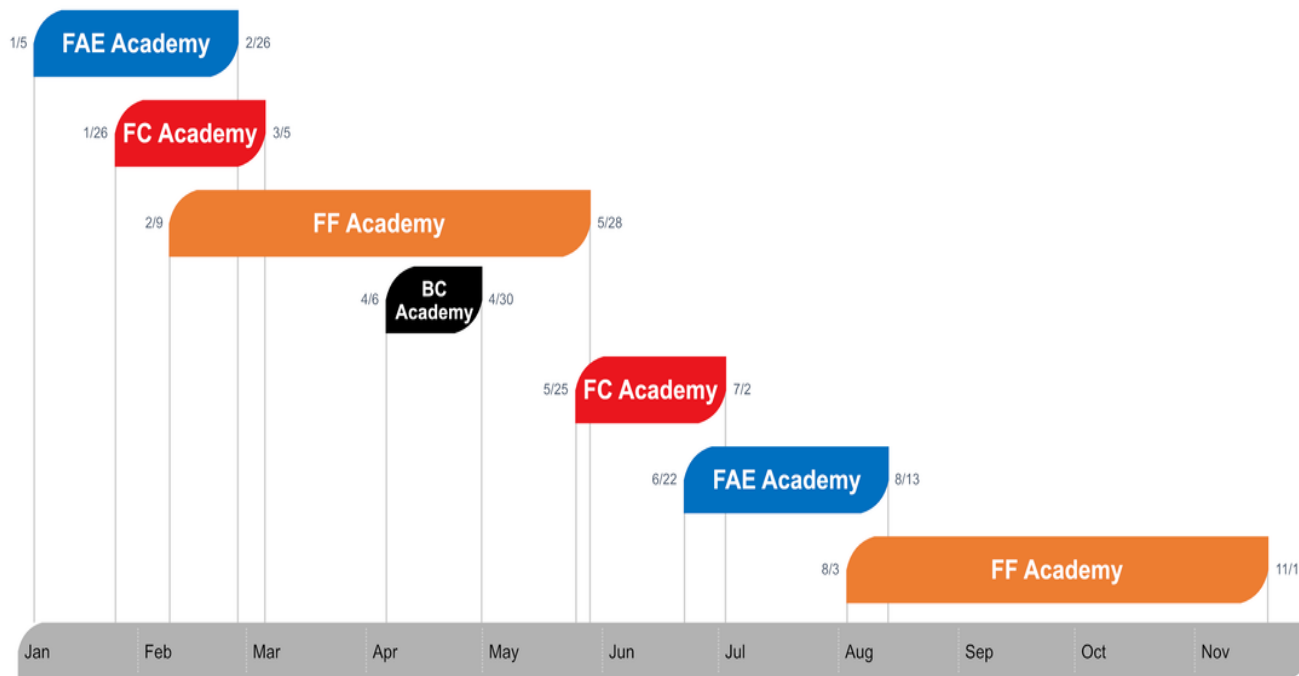 1/5 FAE Academy 2/26
1/26 FC Academy 3/5
2/9 FF Academy 5/28
4/6 BC
Academy 4/30
5/25 FC Academy 7/2
6/22 FAE Academy 8/13
8/3 FF Academy 11/1
Jan Feb Mar Apr May Jun Jul Aug Sep Oct Nov